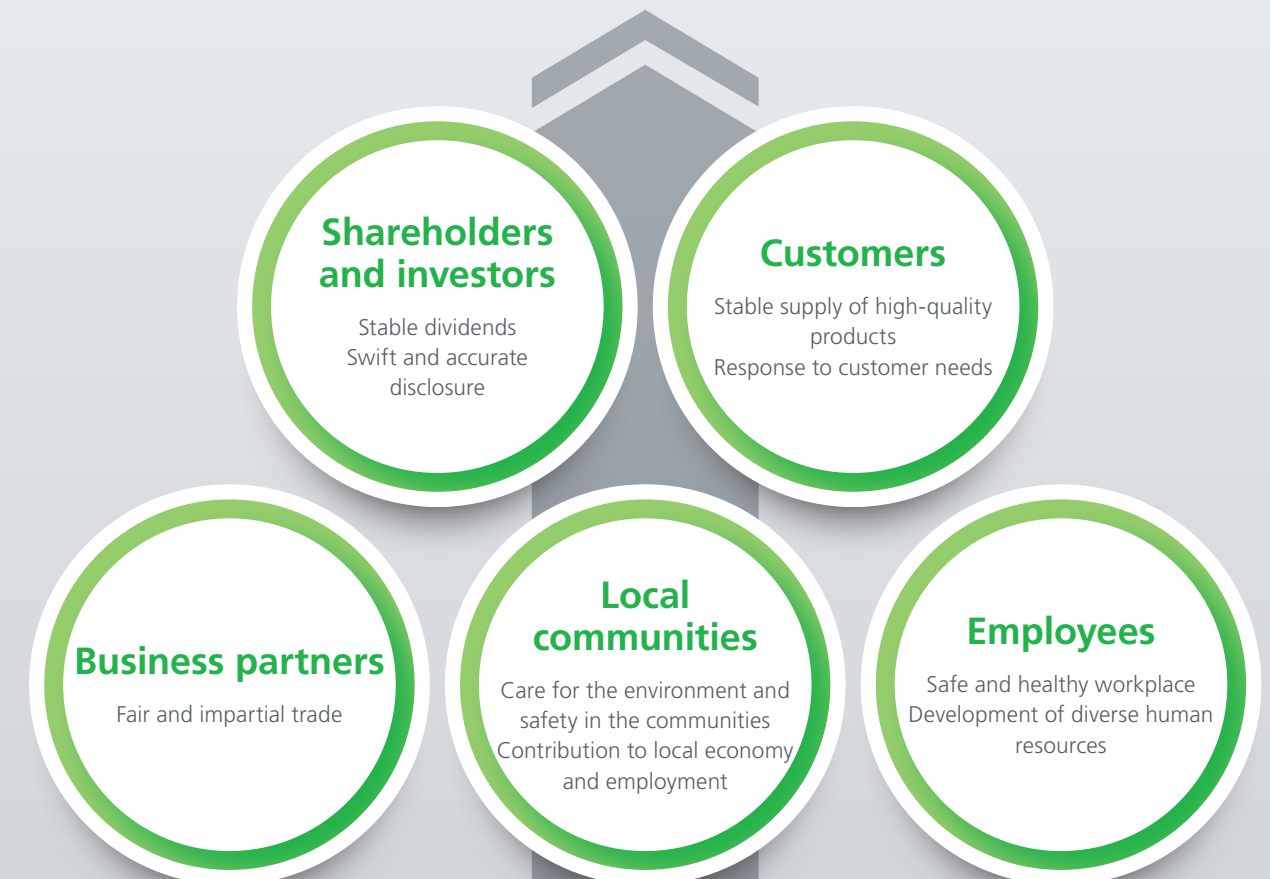 Shareholders
and investors
Stable dividends
Swift and accurate
disclosure
Customers
Stable supply of high-quality
products
Response to customer needs
Business partners
Fair and impartial trade
Local
communities
Care for the environment and
safety in the communities
Contribution to local economy
and employment
Employees
Safe and healthy workplace
Development of diverse human
resources